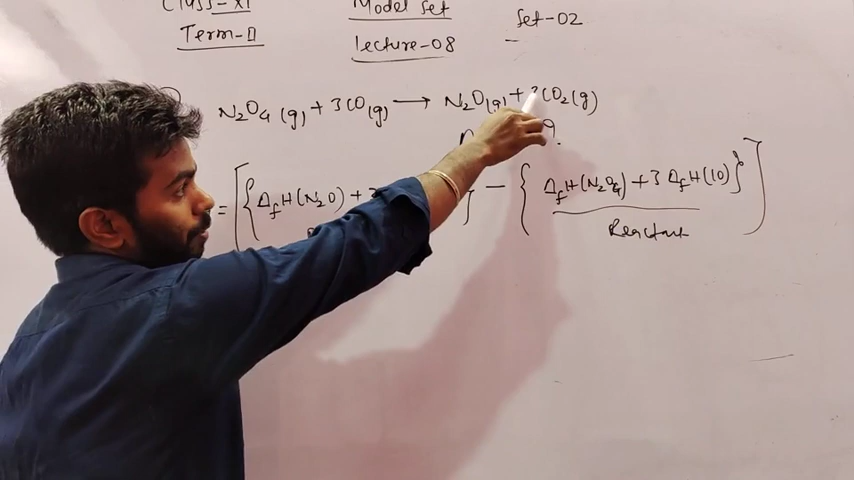 Class-XI
Model Set
Set-02
Term-II
Lecture-08
N₂O₄(g) + 3CO(g) ⟶ N₂O(g) + 3CO₂(g)
= [{ΔfH(N₂O) + } - {ΔfH(N₂O₄) + 3 ΔfH(CO)}]
Reactant